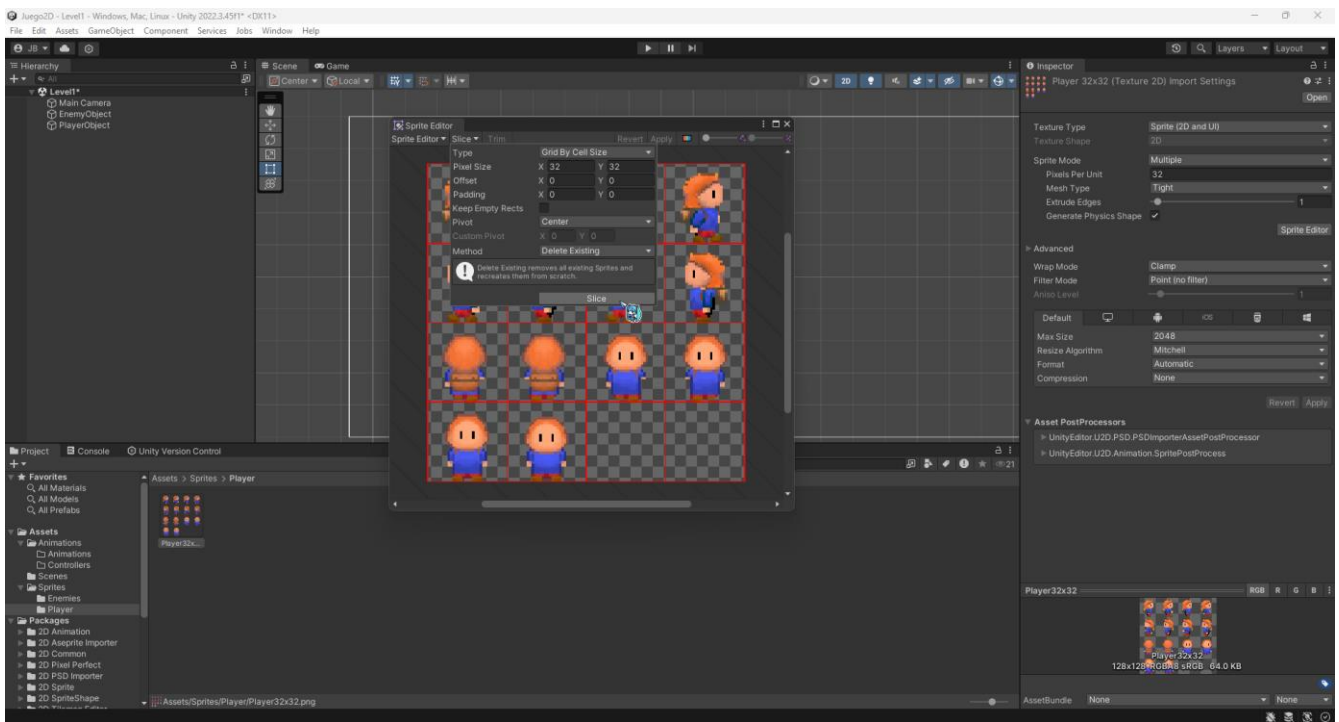 Juego2D - Level1 - Windows, Mac, Linux - Unity 2022.3.45f1* <DX11>
File Edit Assets GameObject Component Services Jobs Window Help
JB
Layers Layout
Hierarchy
All
Level1*
Main Camera
EnemyObject
PlayerObject
Scene Game
Center Local 2D
Sprite Editor
Sprite Editor Slice Trim Revert Apply
Type Grid By Cell Size
Pixel Size X 32 Y 32
Offset X 0 Y 0
Padding X 0 Y 0
Keep Empty Rects
Pivot Center
Custom Pivot X 0 Y 0
Method Delete Existing
Delete Existing removes all existing Sprites and
recreates them from scratch.
Slice
Inspector
Player 32x32 (Texture 2D) Import Settings
Open
Texture Type Sprite (2D and UI)
Texture Shape 2D
Sprite Mode Multiple
Pixels Per Unit 32
Mesh Type Tight
Extrude Edges 1
Generate Physics Shape
Sprite Editor
Advanced
Wrap Mode Clamp
Filter Mode Point (no filter)
Aniso Level 1
Default iOS
Max Size 2048
Resize Algorithm Mitchell
Format Automatic
Compression None
Revert Apply
Asset PostProcessors
UnityEditor.U2D.PSD.PSDImporterAssetPostProcessor
UnityEditor.U2D.Animation.SpritePostProcess
Project Console Unity Version Control
21
Favorites
All Materials
All Models
All Prefabs
Assets
Animations
Animations
Controllers
Scenes
Sprites
Enemies
Player
Packages
2D Animation
2D Aseprite Importer
2D Common
2D Pixel Perfect
2D PSD Importer
2D Sprite
2D SpriteShape
2D Tilemap Editor
Assets > Sprites > Player
Player32x...
Assets/Sprites/Player/Player32x32.png
Player32x32 RGB R G B
Player32x32
128x128 RGBA8 sRGB 64.0 KB
AssetBundle None None